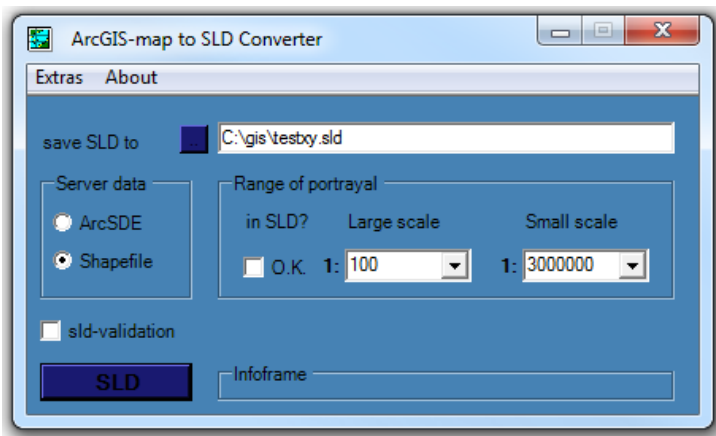 ArcGIS-map to SLD Converter
Extras About
save SLD to .. C:\gis\testxy.sld
Server data Range of portrayal
ArcSDE in SLD? Large scale Small scale
Shapefile O.K. 1: 100 1: 3000000
sld-validation
SLD Infoframe